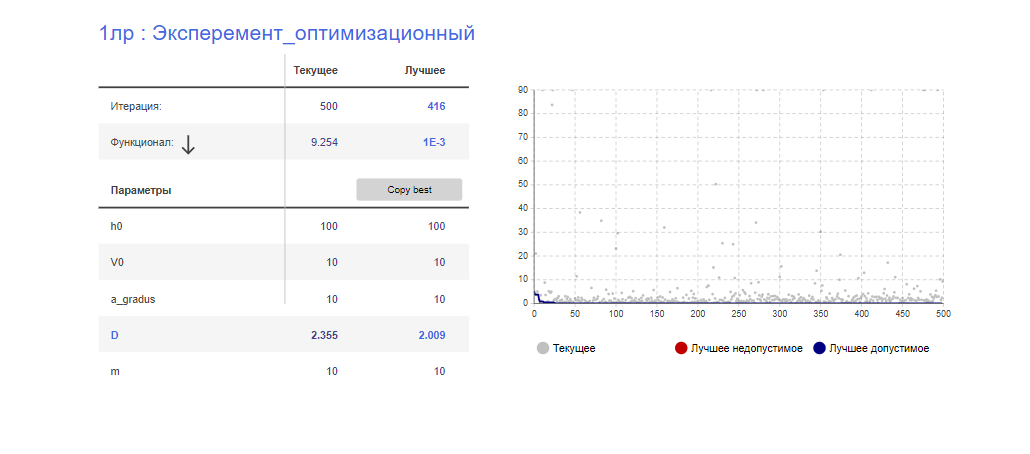 1лр : Эксперемент_оптимизационный
Текущее Лучшее
Итерация: 500 416
Функционал: 9.254 1E-3
Параметры Copy best
h0 100 100
V0 10 10
a_gradus 10 10
D 2.355 2.009
m 10 10
90
80
70
60
50
40
30
20
10
0
0 50 100 150 200 250 300 350 400 450 500
Текущее Лучшее недопустимое Лучшее допустимое